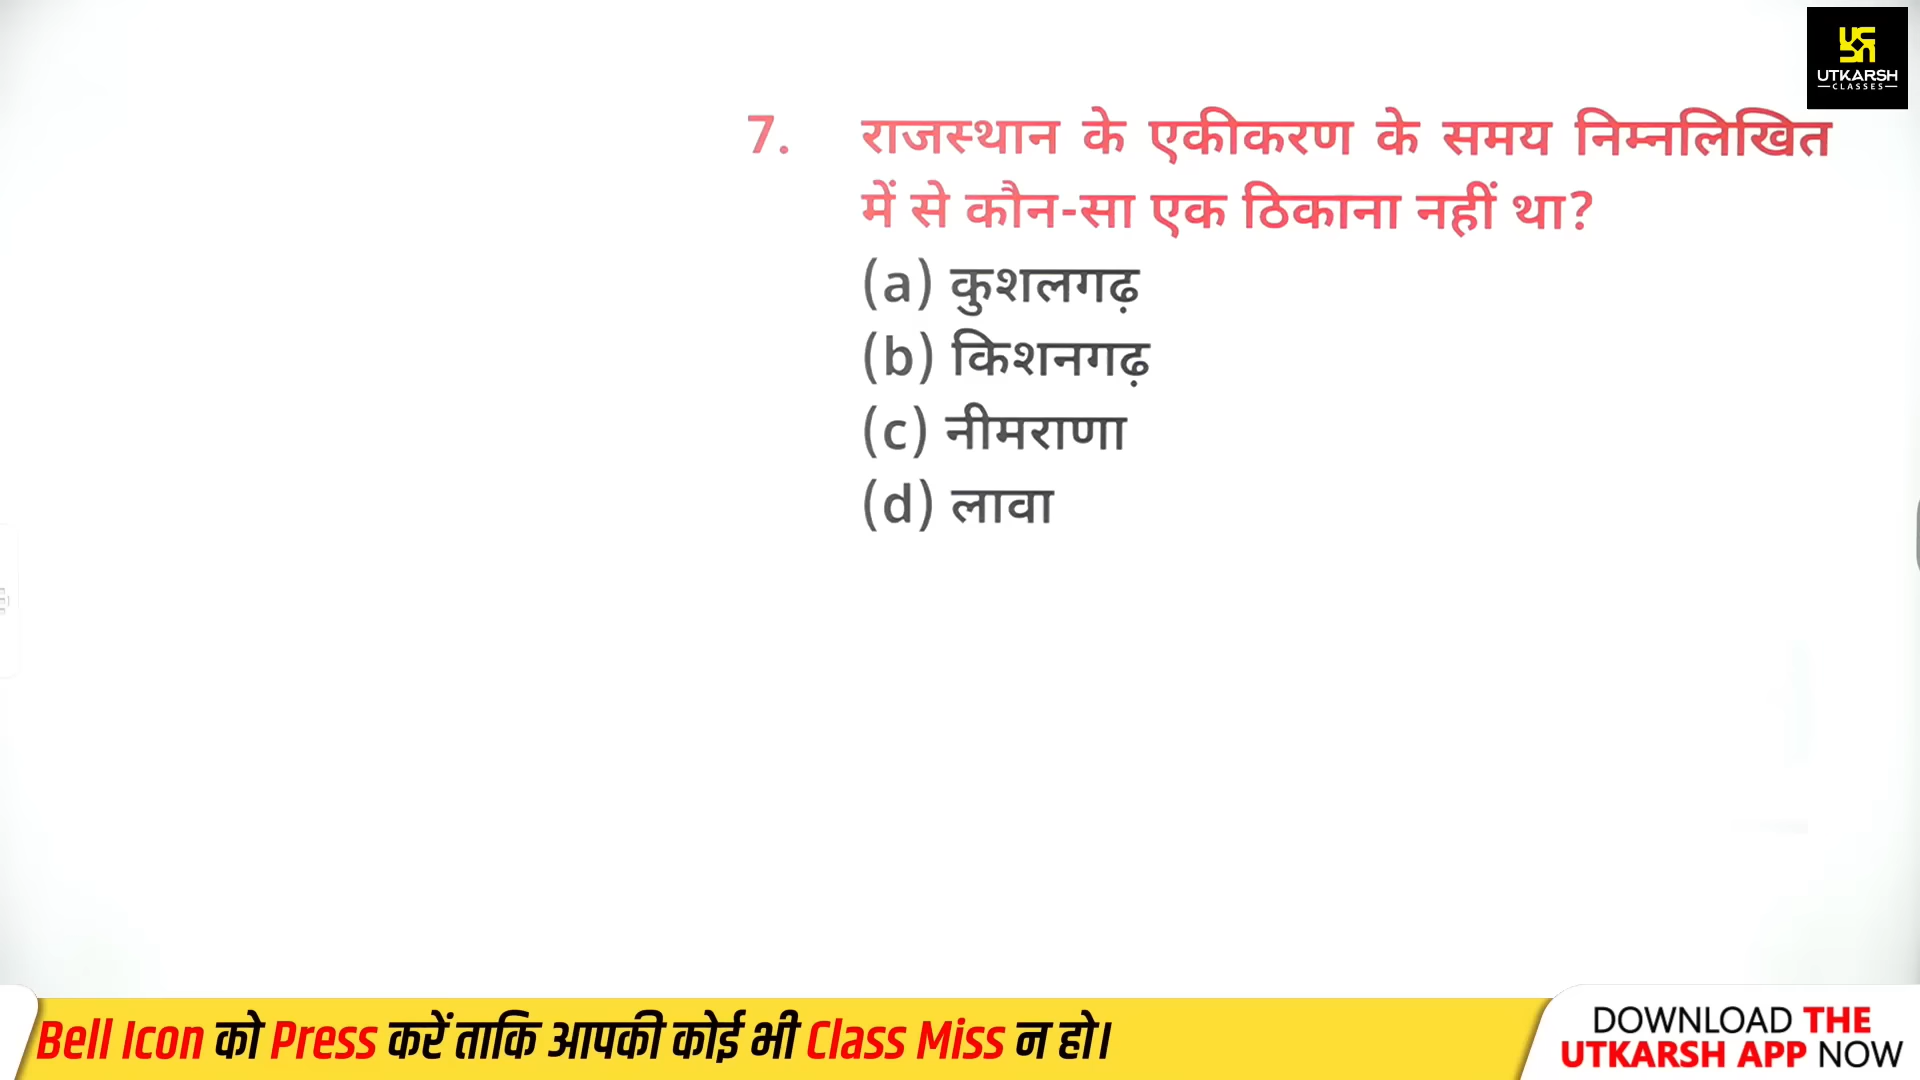 UTKARSH
CLASSES
7. राजस्थान के एकीकरण के समय निम्नलिखित
में से कौन-सा एक ठिकाना नहीं था?
(a) कुशलगढ़
(b) किशनगढ़
(c) नीमराणा
(d) लावा
Bell Icon को Press करें ताकि आपकी कोई भी Class Miss न हो।
DOWNLOAD THE
UTKARSH APP NOW